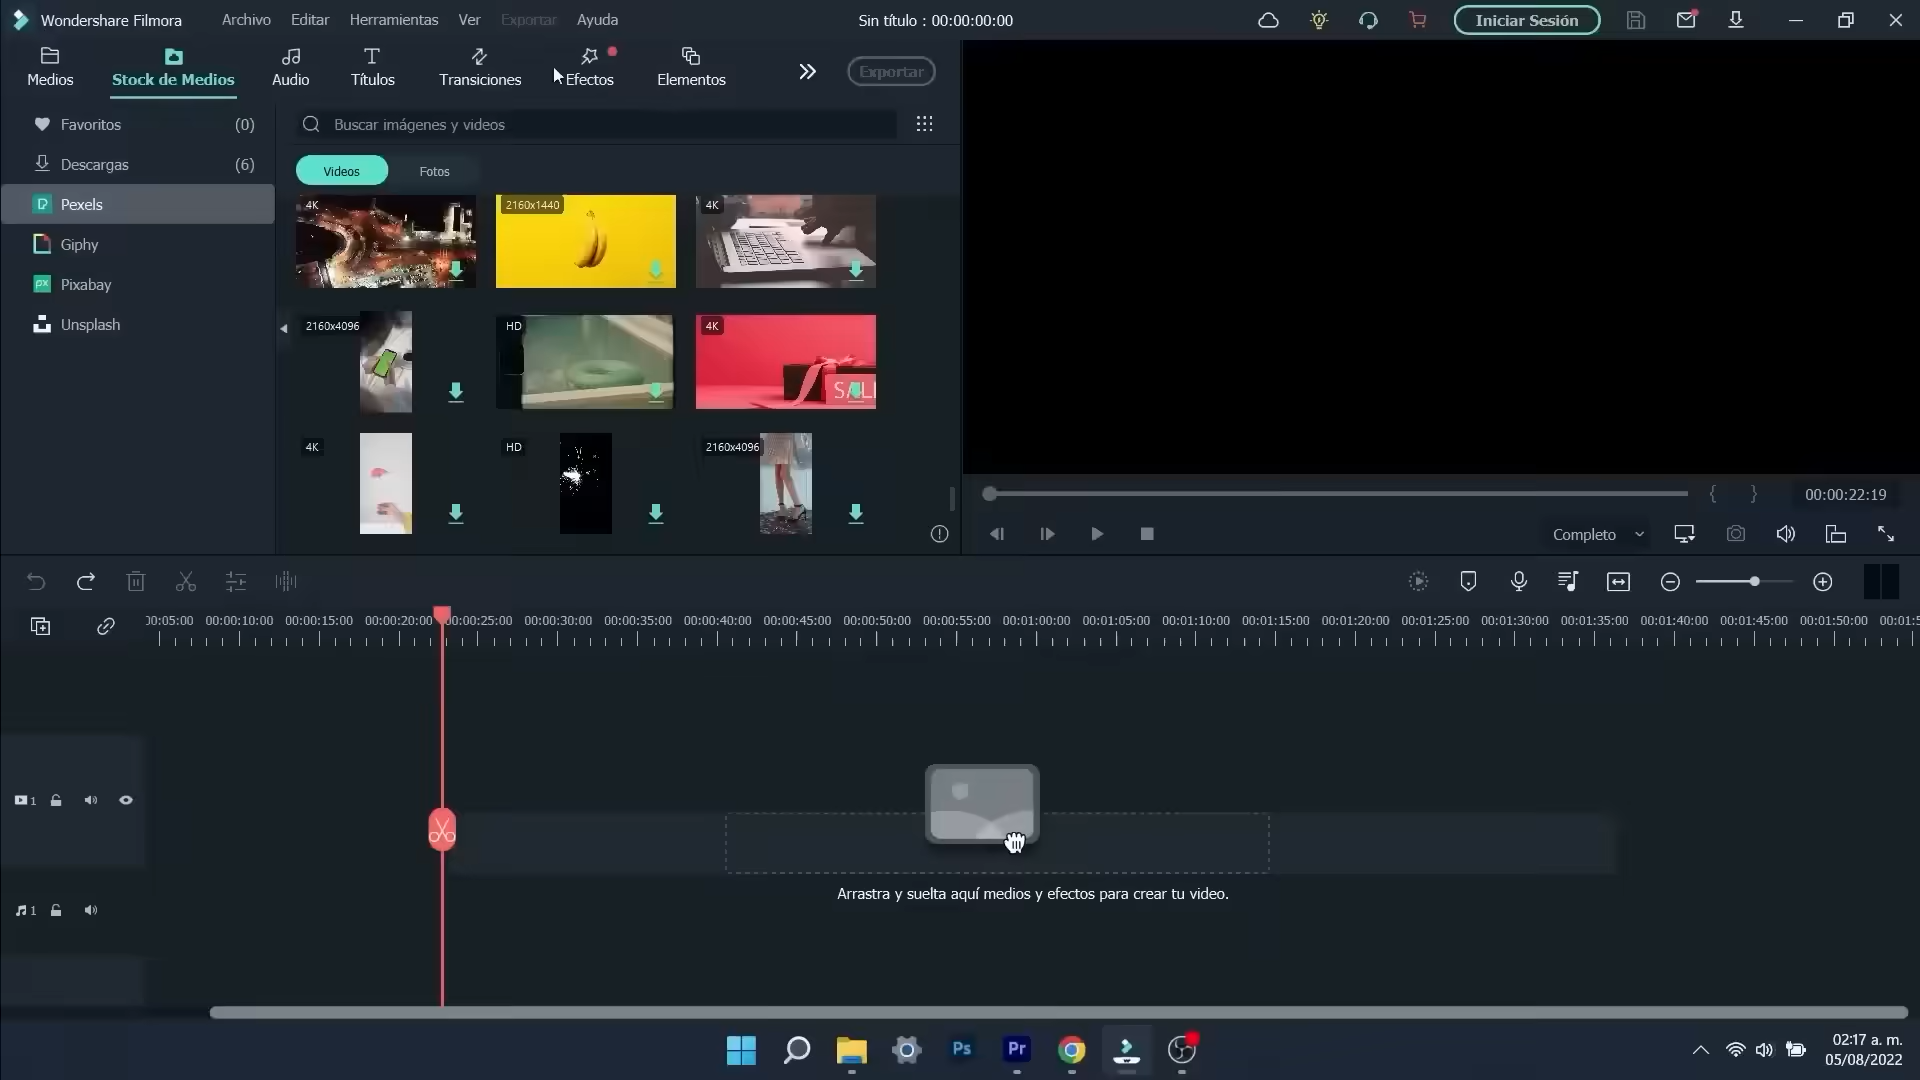 Wondershare Filmora
Archivo
Editar
Herramientas
Ver
Exportar
Ayuda
Sin título : 00:00:00:00
Iniciar Sesión
Medios
Stock de Medios
Audio
Títulos
Transiciones
Efectos
Elementos
Exportar
Favoritos (0)
Descargas (6)
Pexels
Giphy
Pixabay
Unsplash
Buscar imágenes y videos
Videos
Fotos
4K
2160x1440
4K
2160x4096
HD
4K
4K
HD
2160x4096
{ }
00:00:22:19
Completo
00:05:00 00:00:10:00 00:00:15:00 00:00:20:00 00:00:25:00 00:00:30:00 00:00:35:00 00:00:40:00 00:00:45:00 00:00:50:00 00:00:55:00 00:01:00:00 00:01:05:00 00:01:10:00 00:01:15:00 00:01:20:00 00:01:25:00 00:01:30:00 00:01:35:00 00:01:40:00 00:01:45:00 00:01:50:00
1
Arrastra y suelta aquí medios y efectos para crear tu video.
1
Ps
Pr
02:17 a. m.
05/08/2022